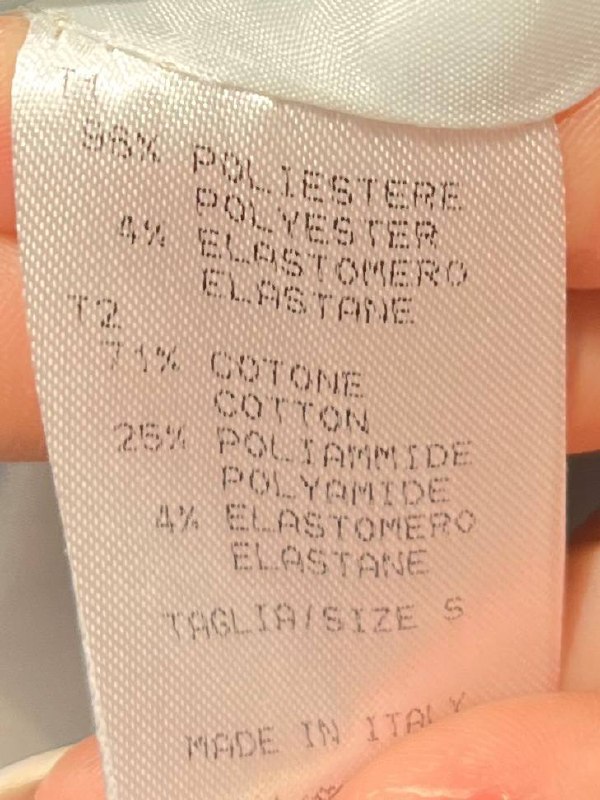 T1
96% POLIESTERE
POLYESTER
4% ELASTOMERO
ELASTANE
T2
71% COTONE
COTTON
25% POLIAMMIDE
POLYAMIDE
4% ELASTOMERO
ELASTANE
TAGLIA/SIZE S
MADE IN ITALY